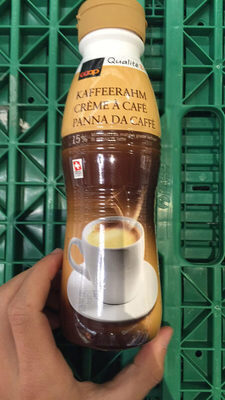 coop
Qualité
KAFFEERAHM
CRÈME À CAFÉ
PANNA DA CAFFÈ
15%